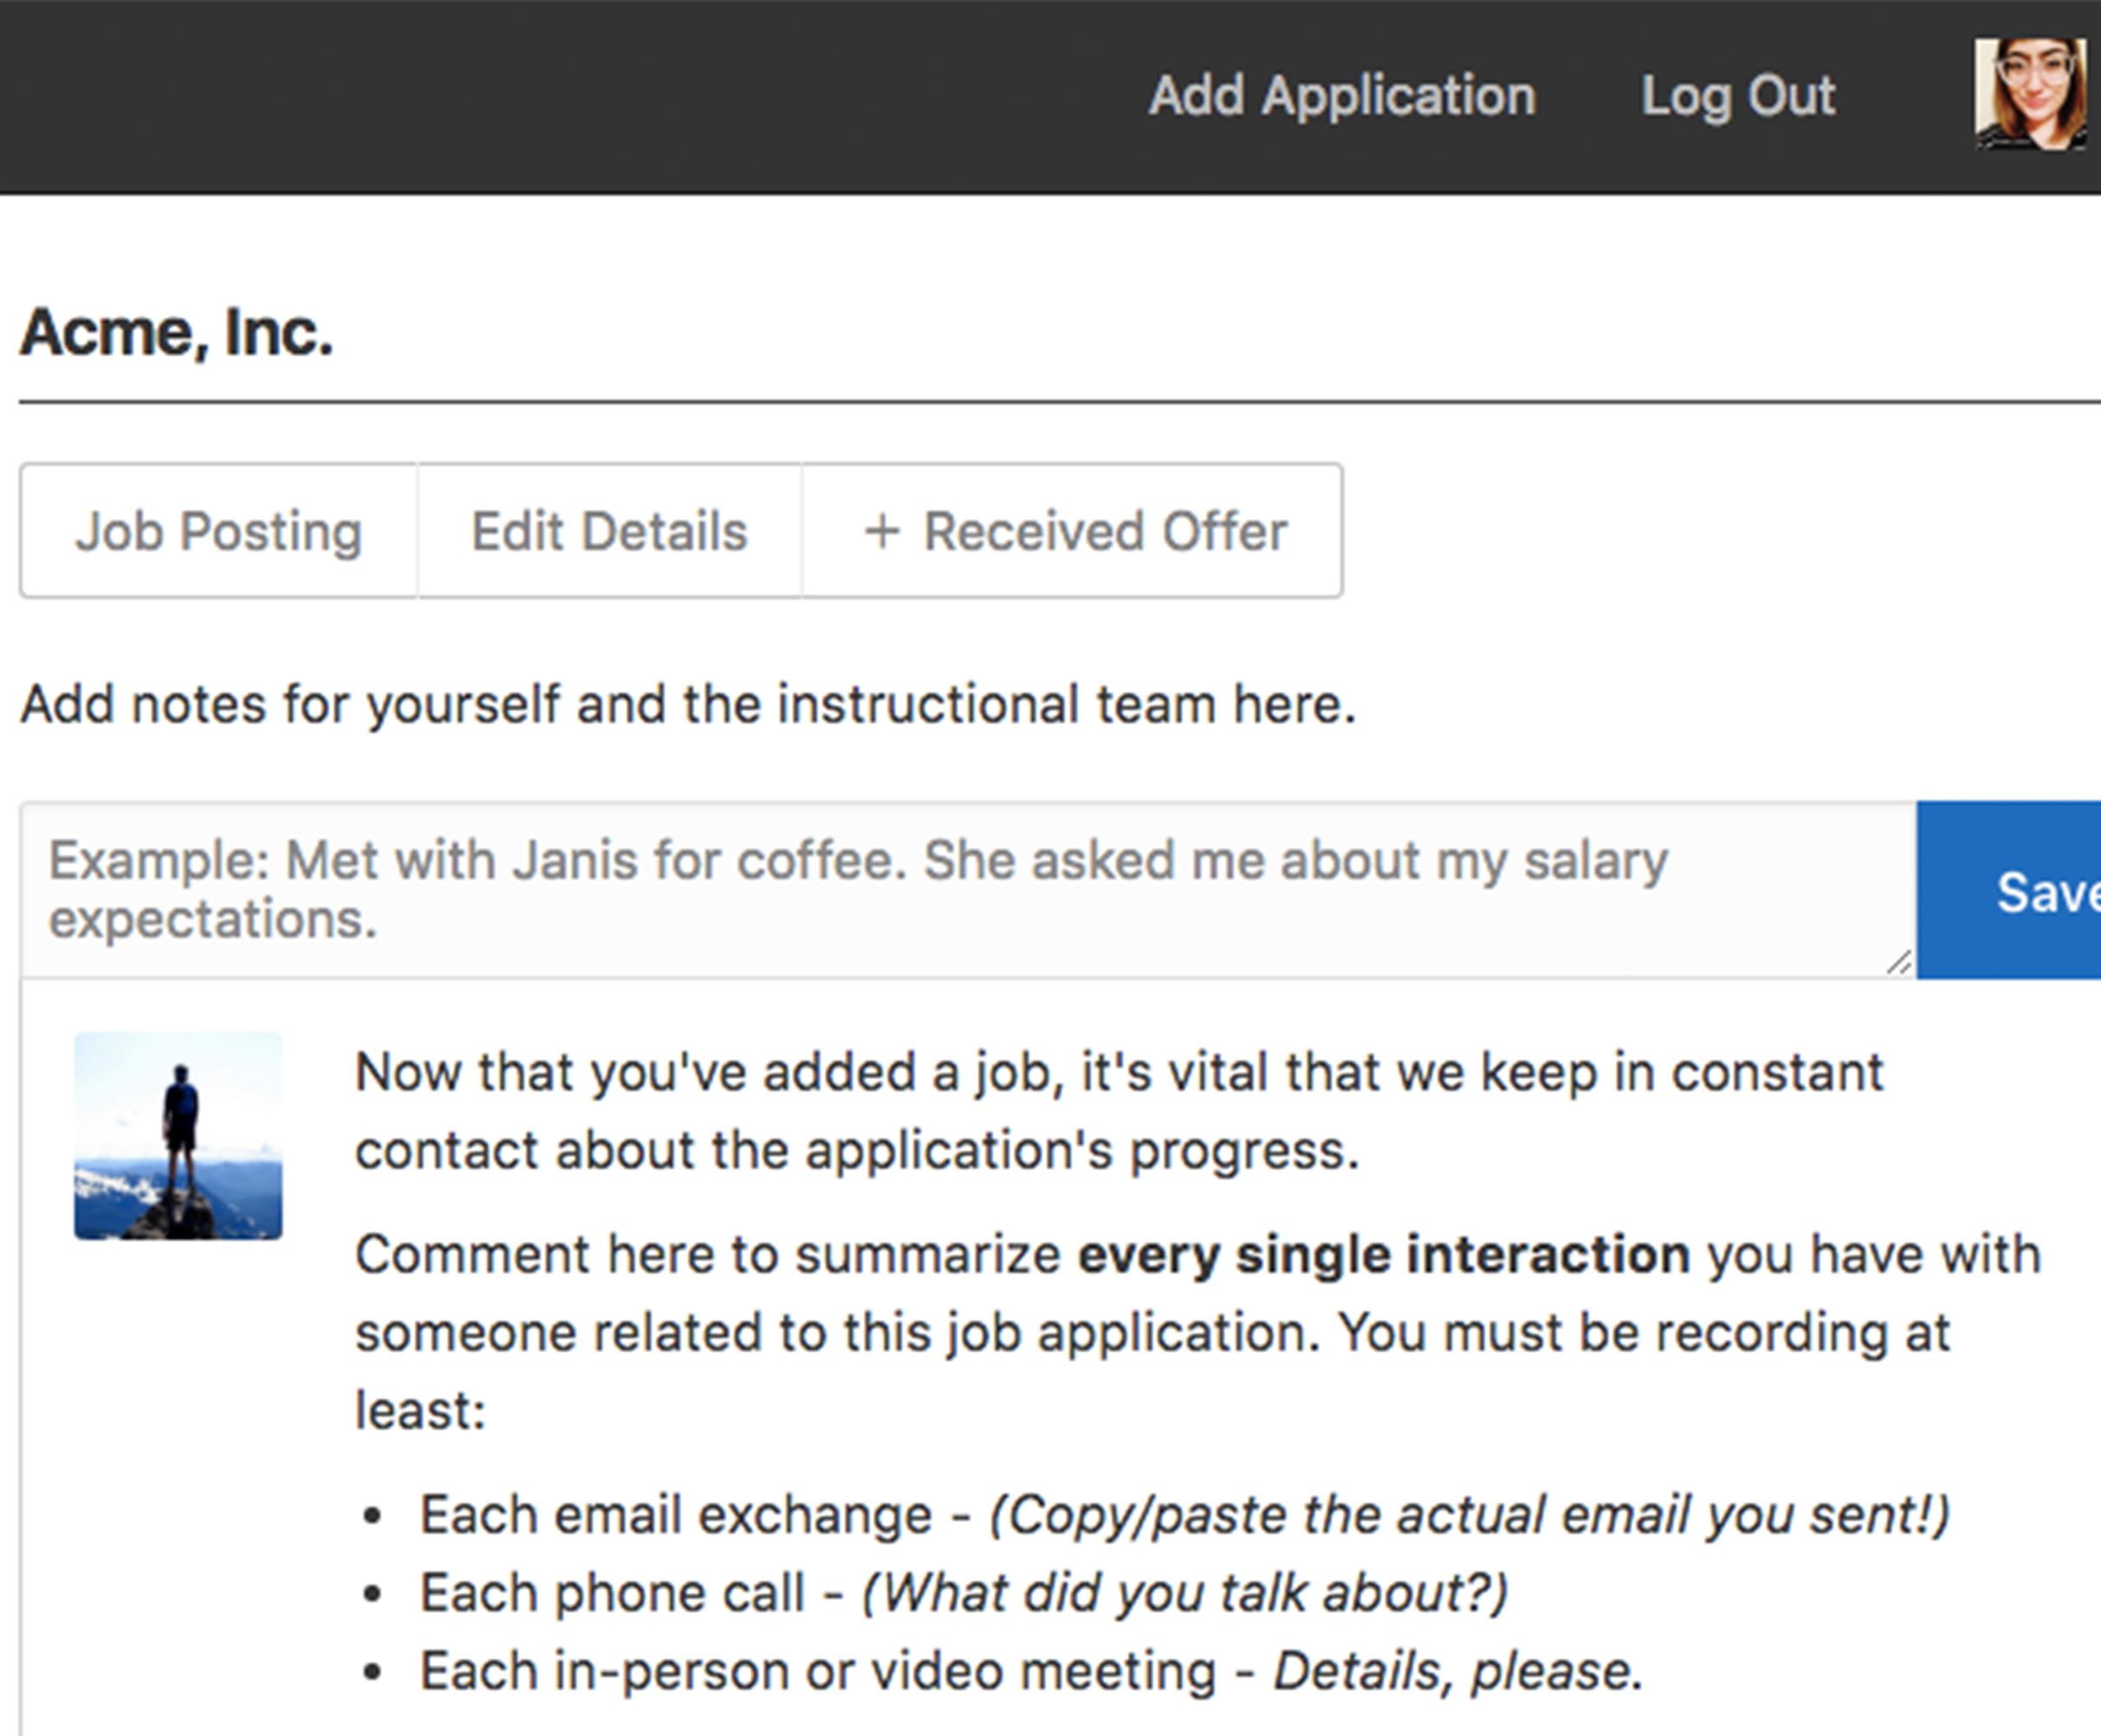 Add Application Log Out
Acme, Inc.
Job Posting Edit Details + Received Offer
Add notes for yourself and the instructional team here.
Example: Met with Janis for coffee. She asked me about my salary
expectations.
Save
Now that you've added a job, it's vital that we keep in constant
contact about the application's progress.
Comment here to summarize every single interaction you have with
someone related to this job application. You must be recording at
least:
• Each email exchange - (Copy/paste the actual email you sent!)
• Each phone call - (What did you talk about?)
• Each in-person or video meeting - Details, please.